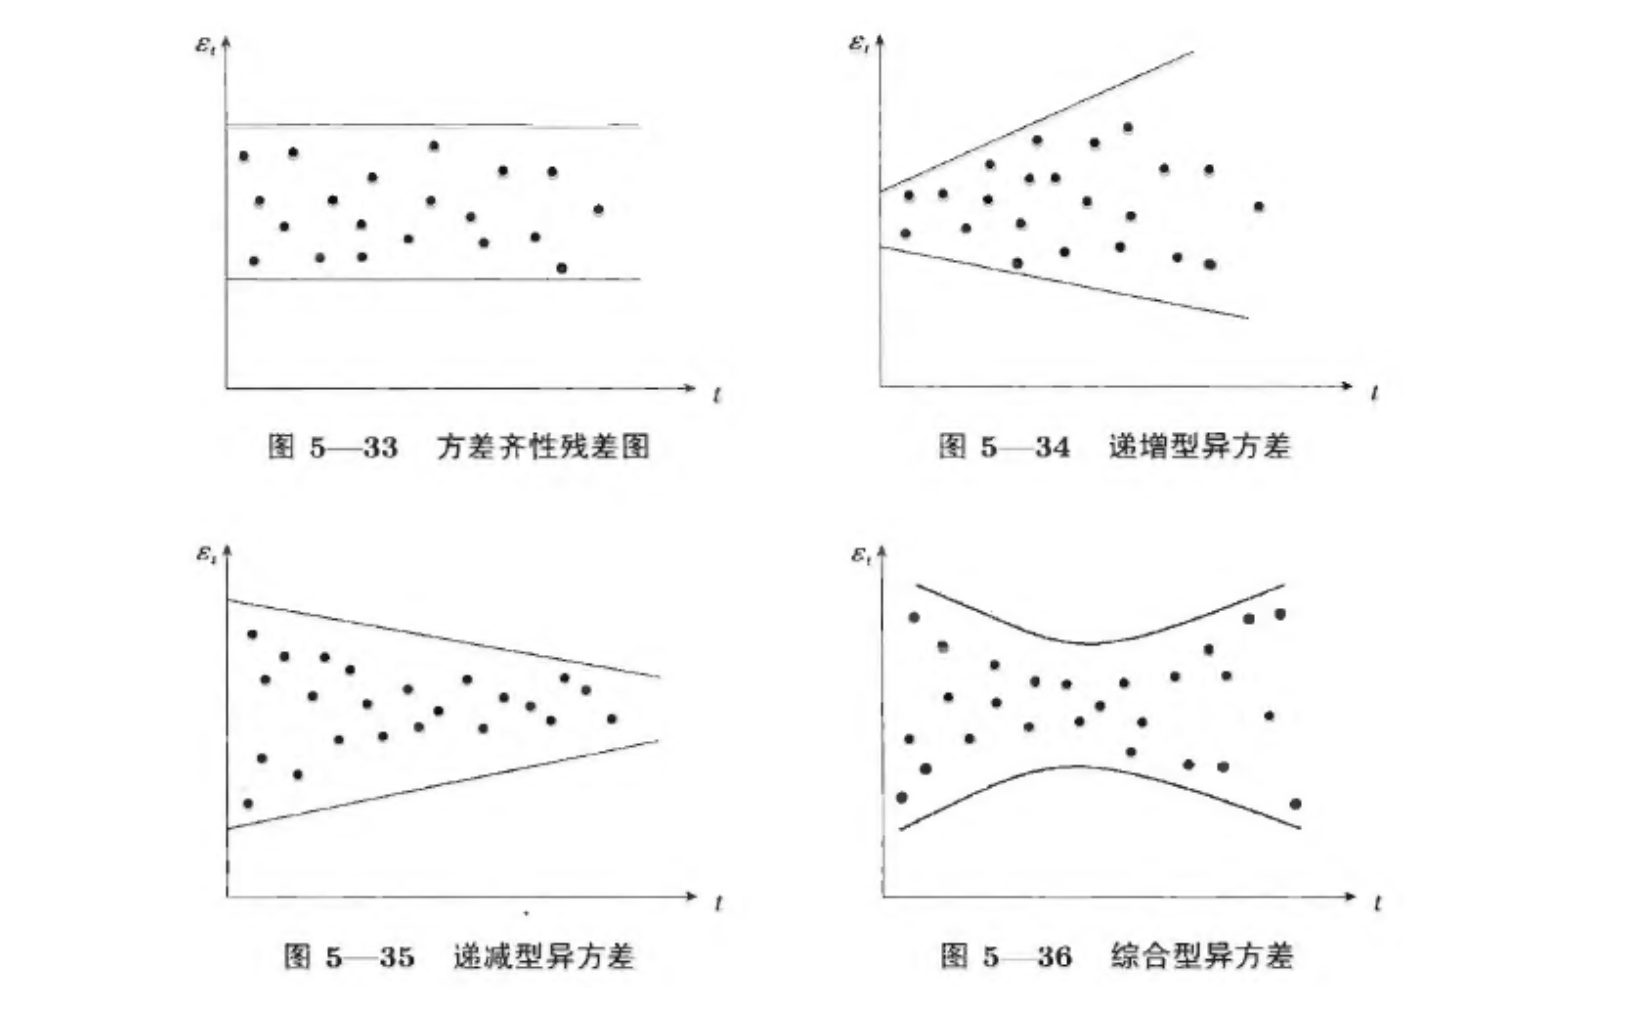 εt
t
图 5—33 方差齐性残差图
εt
t
图 5—34 递增型异方差
εt
t
图 5—35 递减型异方差
εt
t
图 5—36 综合型异方差